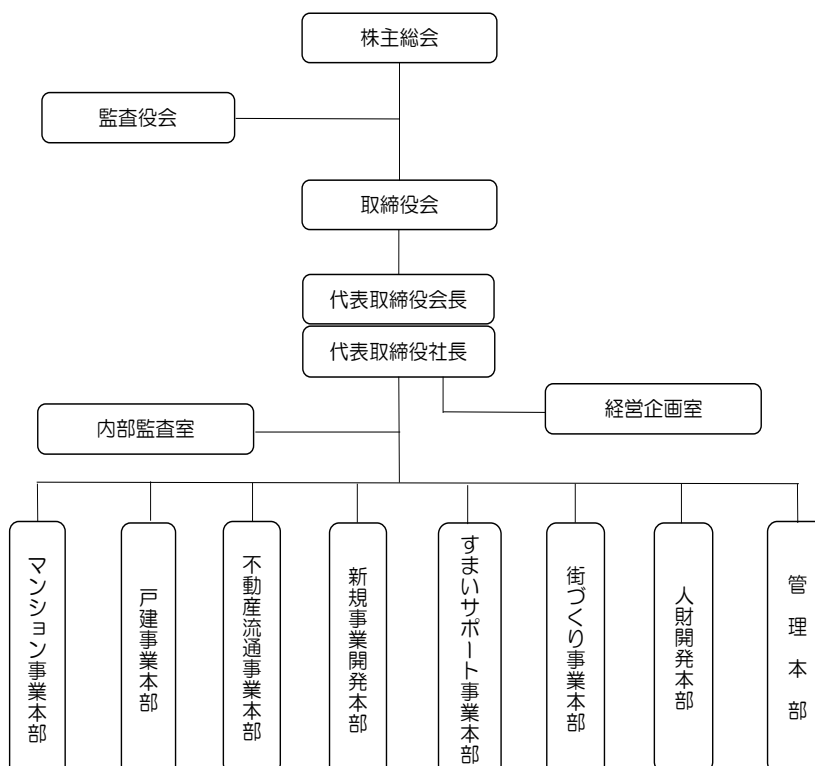 株主総会
監査役会
取締役会
代表取締役会長
代表取締役社長
経営企画室
内部監査室
マンション事業本部
戸建事業本部
不動産流通事業本部
新規事業開発本部
すまいサポート事業本部
街づくり事業本部
人財開発本部
管理本部